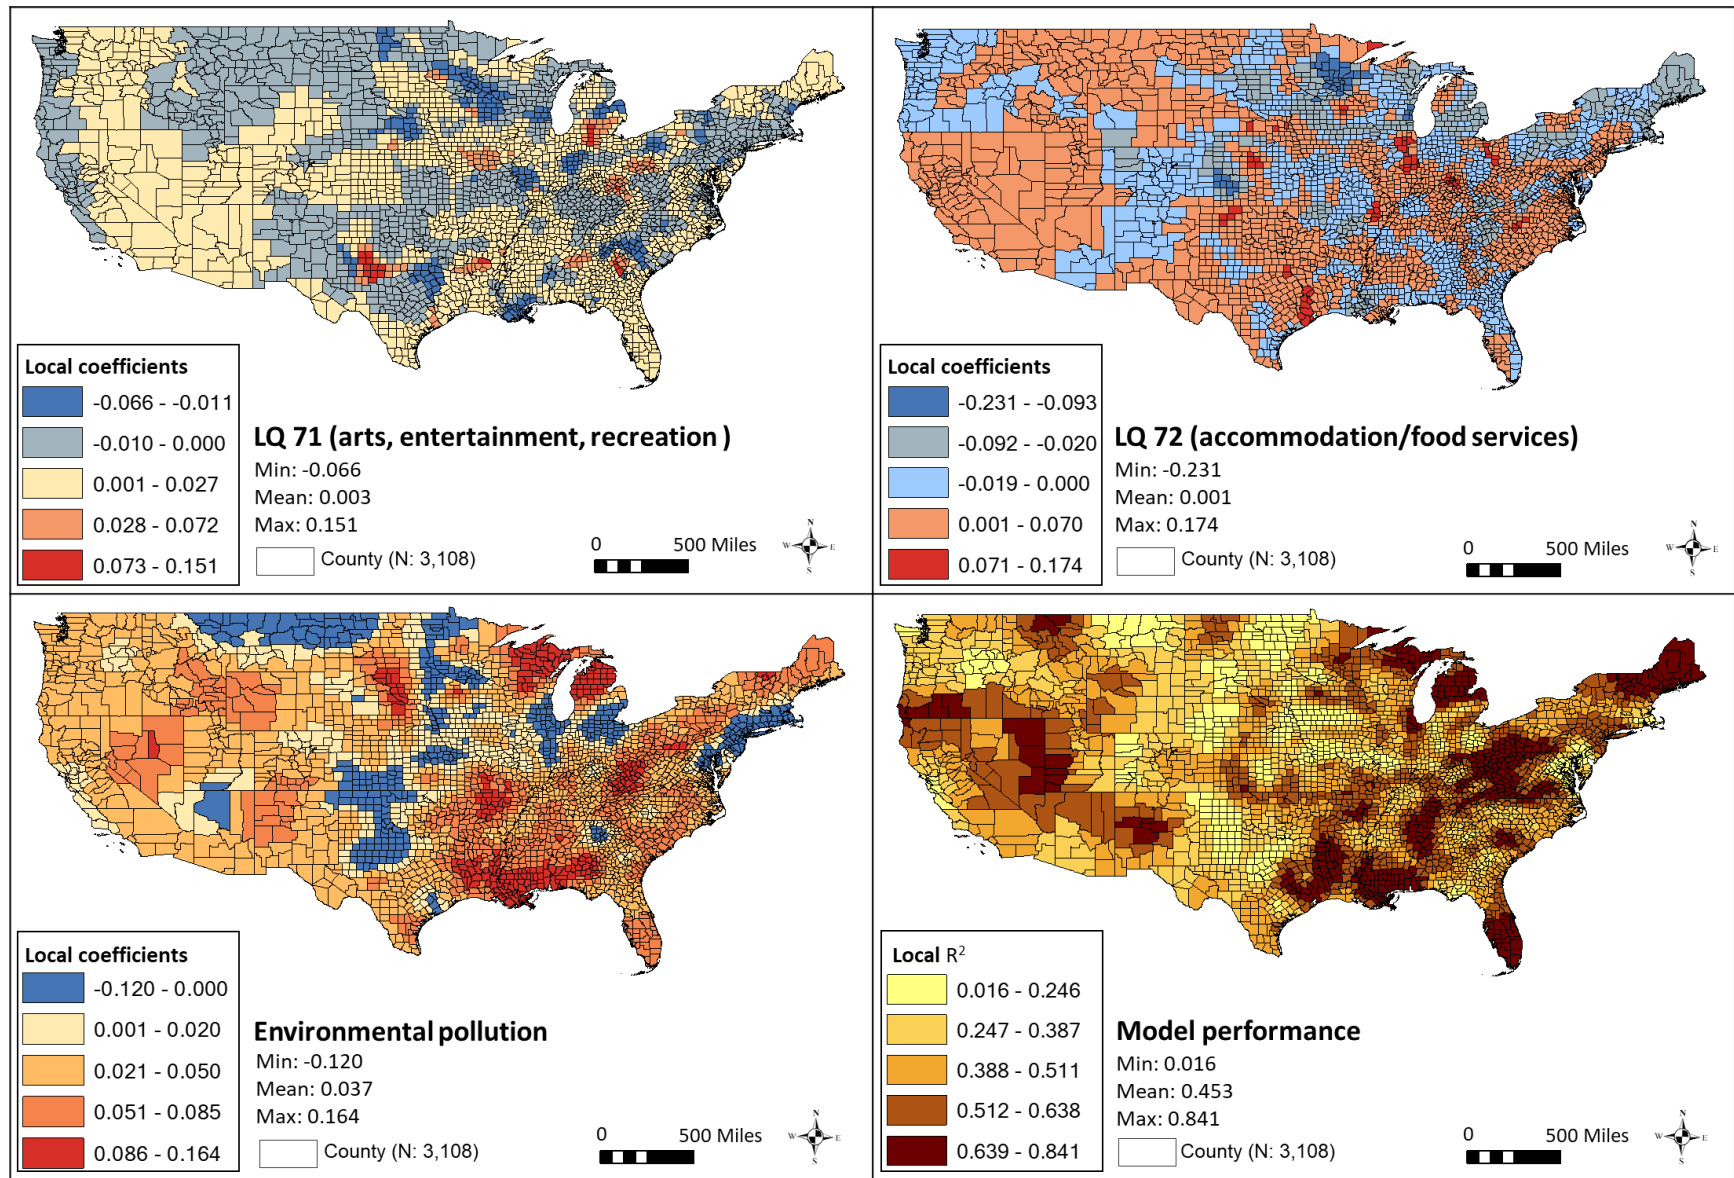 Local coefficients
-0.066 - -0.011
-0.010 - 0.000
0.001 - 0.027
0.028 - 0.072
0.073 - 0.151
LQ 71 (arts, entertainment, recreation )
Min: -0.066
Mean: 0.003
Max: 0.151
County (N: 3,108)
0 500 Miles
N
W E
S
Local coefficients
-0.231 - -0.093
-0.092 - -0.020
-0.019 - 0.000
0.001 - 0.070
0.071 - 0.174
LQ 72 (accommodation/food services)
Min: -0.231
Mean: 0.001
Max: 0.174
County (N: 3,108)
0 500 Miles
N
W E
S
Local coefficients
-0.120 - 0.000
0.001 - 0.020
0.021 - 0.050
0.051 - 0.085
0.086 - 0.164
Environmental pollution
Min: -0.120
Mean: 0.037
Max: 0.164
County (N: 3,108)
0 500 Miles
N
W E
S
Local R²
0.016 - 0.246
0.247 - 0.387
0.388 - 0.511
0.512 - 0.638
0.639 - 0.841
Model performance
Min: 0.016
Mean: 0.453
Max: 0.841
County (N: 3,108)
0 500 Miles
N
W E
S